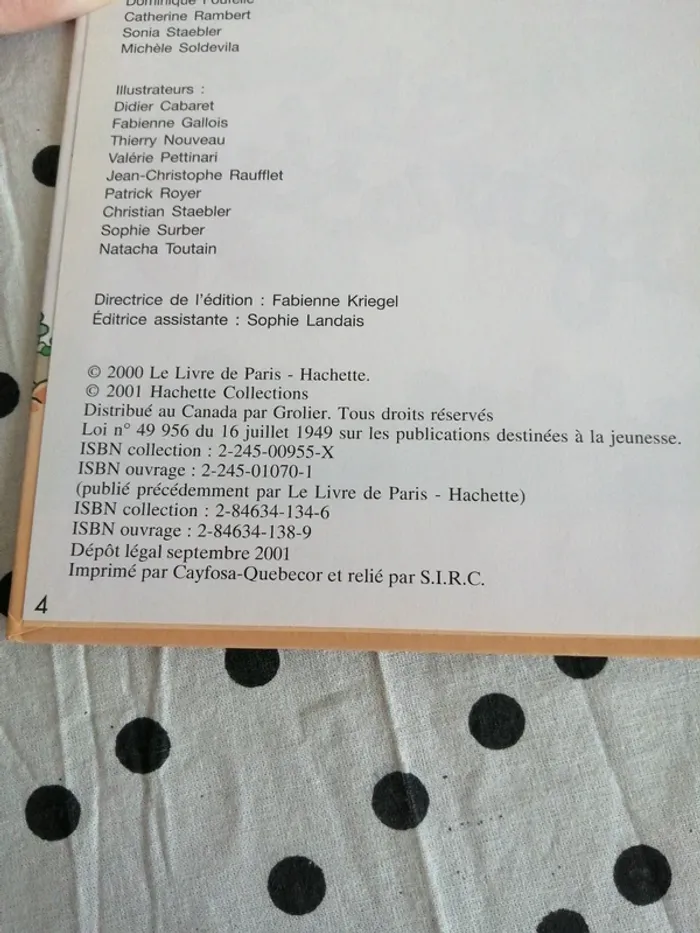 Dominique
Catherine Rambert
Sonia Staebler
Michèle Soldevila
Illustrateurs :
Didier Cabaret
Fabienne Gallois
Thierry Nouveau
Valérie Pettinari
Jean-Christophe Raufflet
Patrick Royer
Christian Staebler
Sophie Surber
Natacha Toutain
Directrice de l'édition : Fabienne Kriegel
Éditrice assistante : Sophie Landais
© 2000 Le Livre de Paris - Hachette.
© 2001 Hachette Collections
Distribué au Canada par Grolier. Tous droits réservés
Loi n° 49 956 du 16 juillet 1949 sur les publications destinées à la jeunesse.
ISBN collection : 2-245-00955-X
ISBN ouvrage : 2-245-01070-1
(publié précédemment par Le Livre de Paris - Hachette)
ISBN collection : 2-84634-134-6
ISBN ouvrage : 2-84634-138-9
Dépôt légal septembre 2001
Imprimé par Cayfosa-Quebecor et relié par S.I.R.C.
4